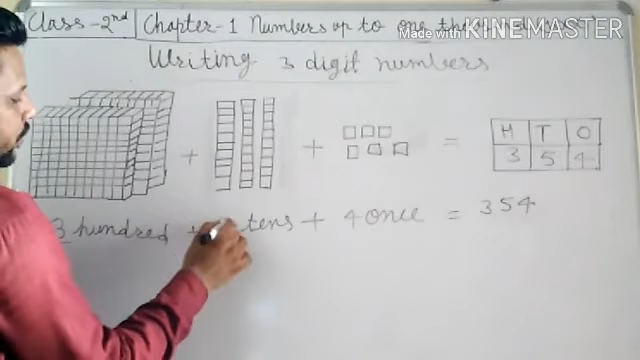 Class-2nd Chapter-1 Numbers up to one
Made with KINEMASTER
Writing 3 digit numbers
+ + = H T O
3 5 4
3 hundred + tens + 4 once = 354